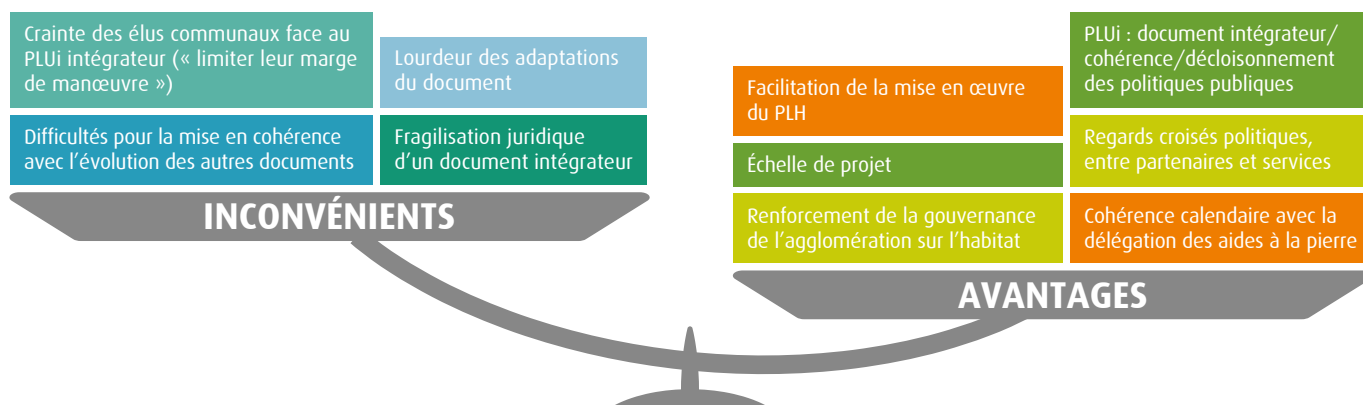 Crainte des élus communaux face au
PLUi intégrateur (« limiter leur marge
de manœuvre »)
Lourdeur des adaptations
du document
Difficultés pour la mise en cohérence
avec l’évolution des autres documents
Fragilisation juridique
d’un document intégrateur
INCONVÉNIENTS
Facilitation de la mise en œuvre
du PLH
Échelle de projet
Renforcement de la gouvernance
de l’agglomération sur l’habitat
PLUi : document intégrateur/
cohérence/décloisonnement
des politiques publiques
Regards croisés politiques,
entre partenaires et services
Cohérence calendaire avec la
délégation des aides à la pierre
AVANTAGES